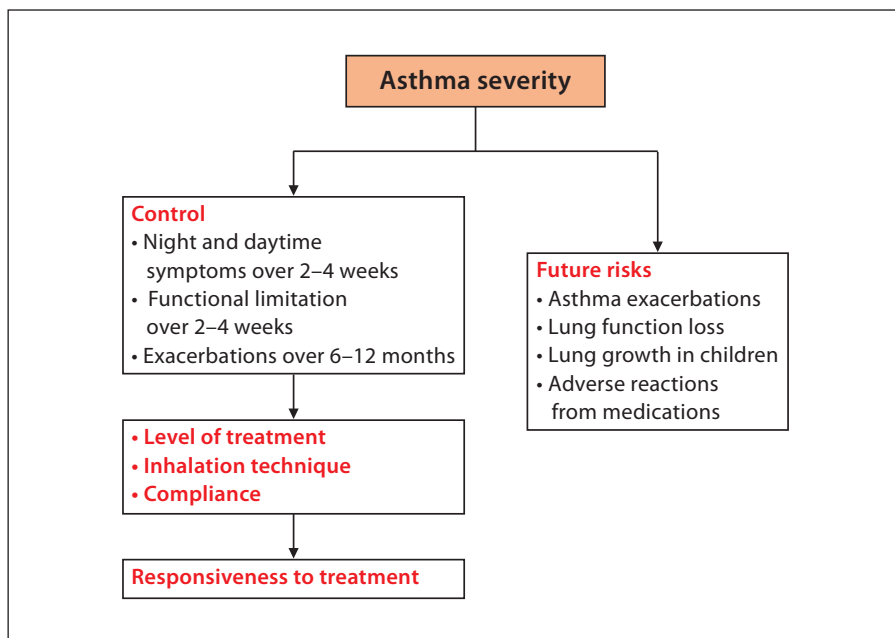 Asthma severity
Control
• Night and daytime
symptoms over 2–4 weeks
• Functional limitation
over 2–4 weeks
• Exacerbations over 6–12 months
• Level of treatment
• Inhalation technique
• Compliance
Responsiveness to treatment
Future risks
• Asthma exacerbations
• Lung function loss
• Lung growth in children
• Adverse reactions
from medications